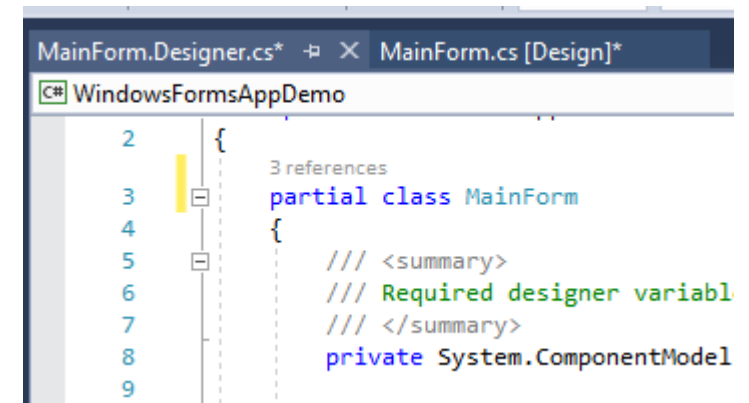 MainForm.Designer.cs* MainForm.cs [Design]*
C# WindowsFormsAppDemo
2 {
3 references
3 partial class MainForm
4 {
5 /// <summary>
6 /// Required designer variabl
7 /// </summary>
8 private System.ComponentModel
9